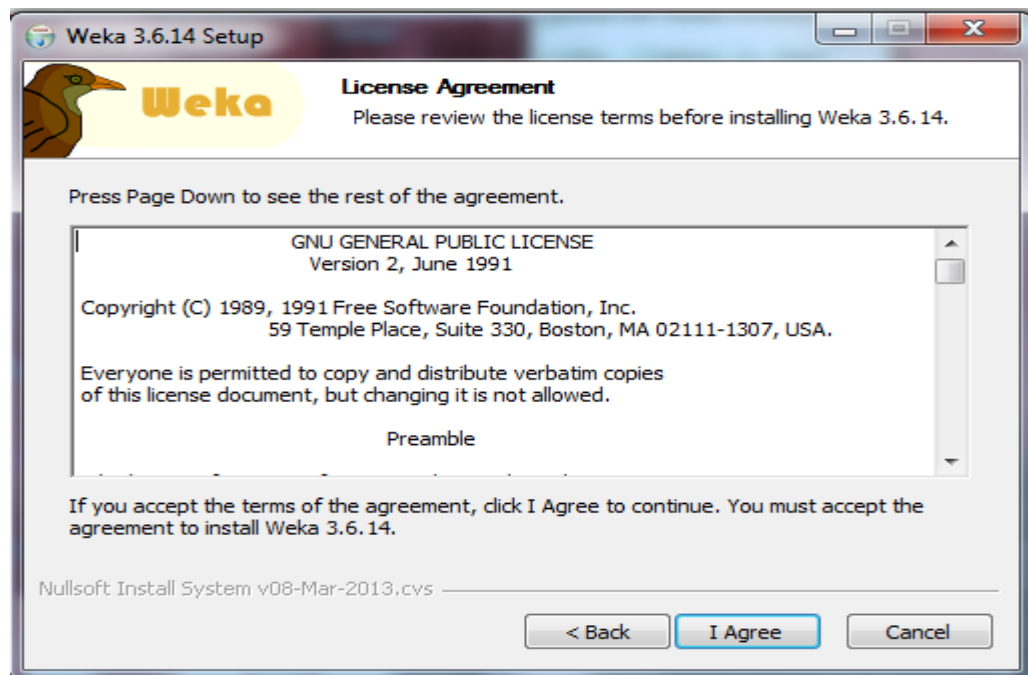 Weka 3.6.14 Setup
Weka
License Agreement
Please review the license terms before installing Weka 3.6.14.
Press Page Down to see the rest of the agreement.
GNU GENERAL PUBLIC LICENSE
Version 2, June 1991
Copyright (C) 1989, 1991 Free Software Foundation, Inc.
59 Temple Place, Suite 330, Boston, MA 02111-1307, USA.
Everyone is permitted to copy and distribute verbatim copies
of this license document, but changing it is not allowed.
Preamble
If you accept the terms of the agreement, click I Agree to continue. You must accept the
agreement to install Weka 3.6.14.
Nullsoft Install System v08-Mar-2013.cvs
< Back I Agree Cancel